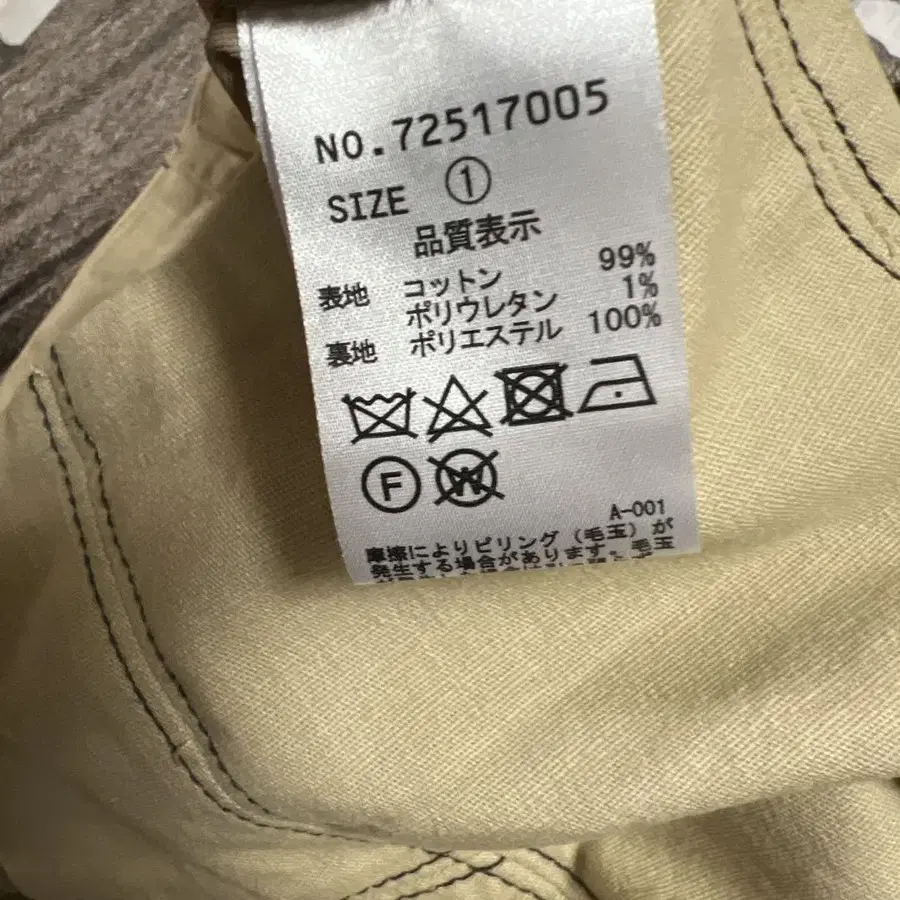 NO.72517005
SIZE ①
品質表示
表地 コットン 99%
ポリウレタン 1%
裏地 ポリエステル 100%
F W
A-001
摩擦によりピリング(毛玉)が
発生する場合があります。毛玉